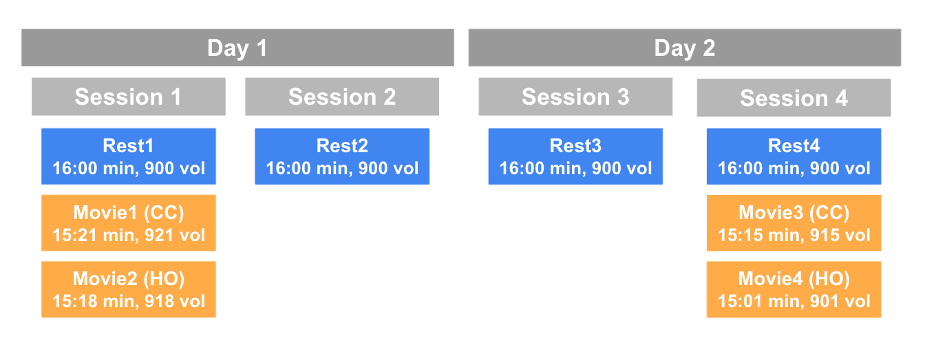 Day 1
Day 2
Session 1
Session 2
Session 3
Session 4
Rest1
16:00 min, 900 vol
Rest2
16:00 min, 900 vol
Rest3
16:00 min, 900 vol
Rest4
16:00 min, 900 vol
Movie1 (CC)
15:21 min, 921 vol
Movie3 (CC)
15:15 min, 915 vol
Movie2 (HO)
15:18 min, 918 vol
Movie4 (HO)
15:01 min, 901 vol